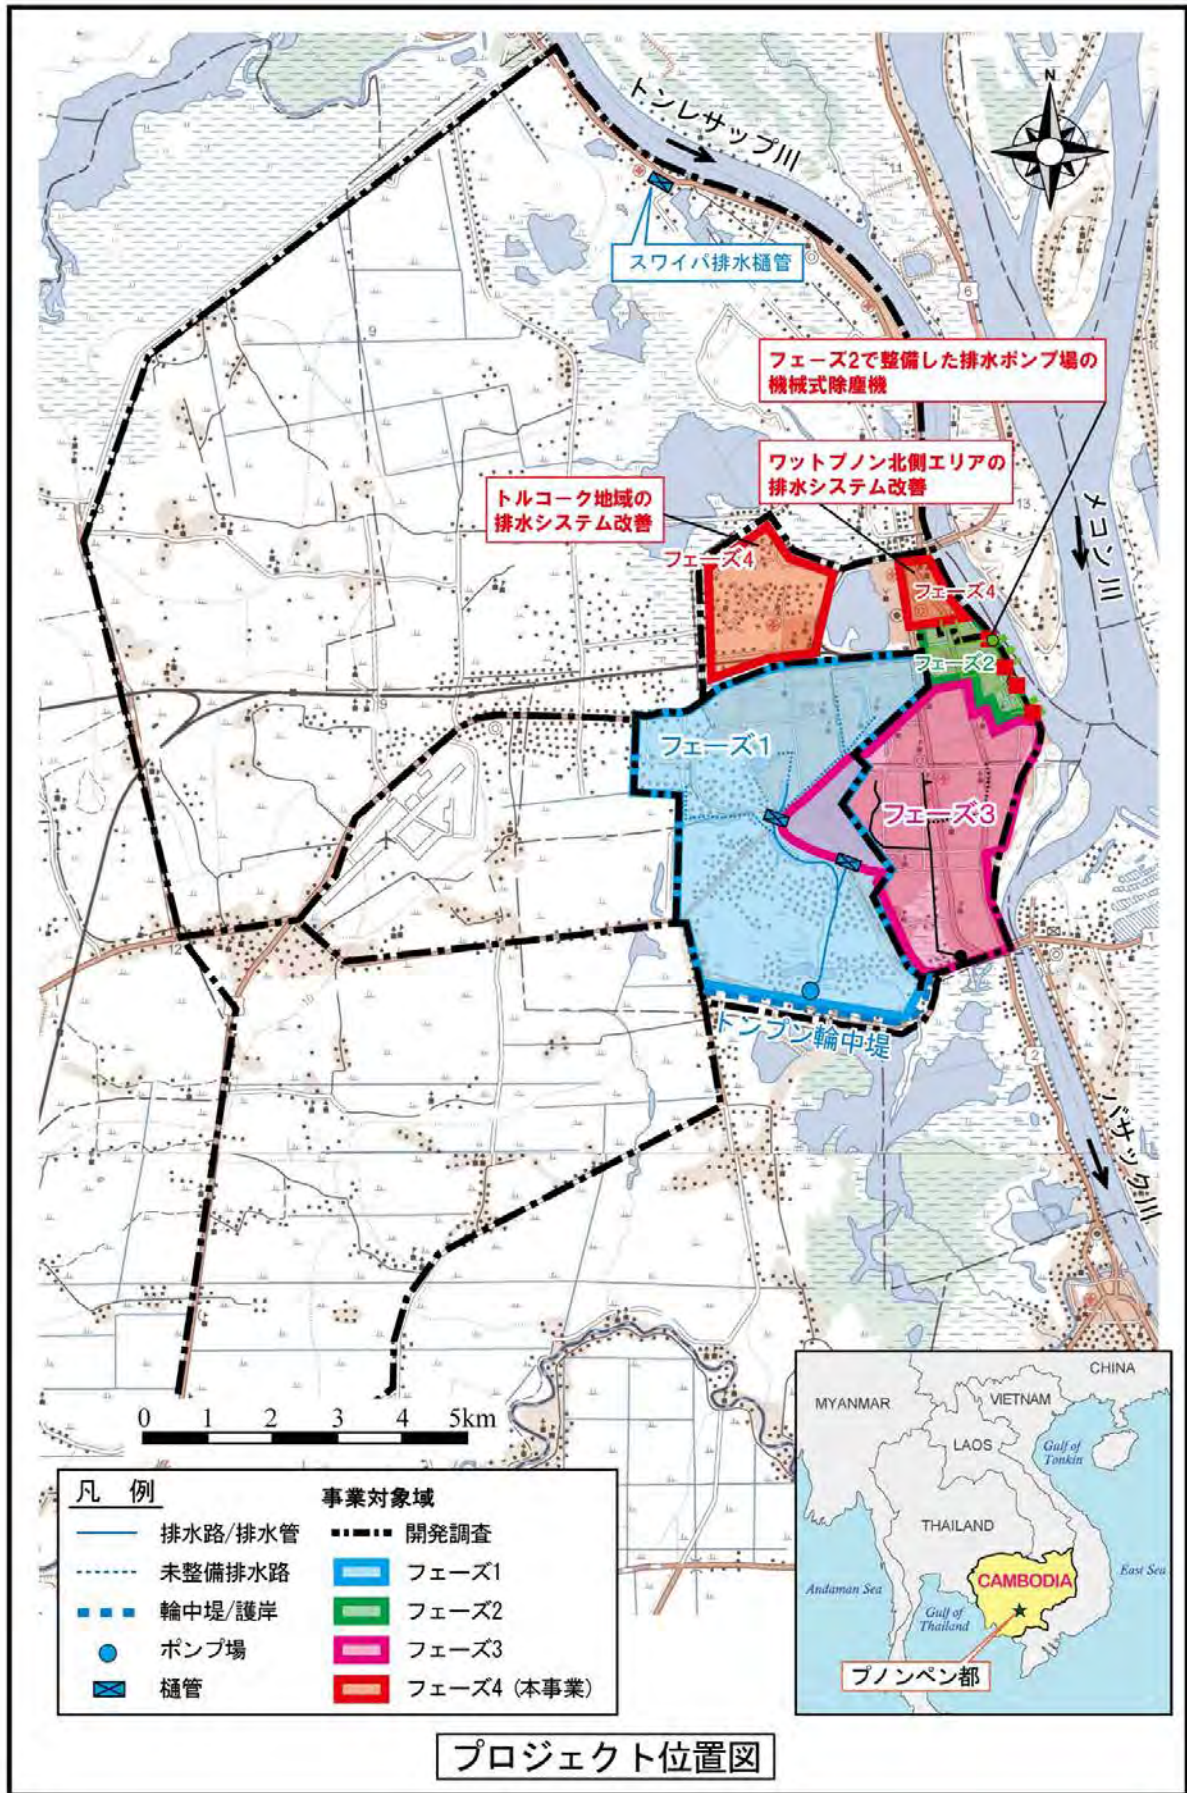 N
トンレサップ川
スワイパ排水樋管
6
フェーズ2で整備した排水ポンプ場の
機械式除塵機
ワットプノン北側エリアの
排水システム改善
トルコーク地域の
排水システム改善
メコン川
フェーズ4
フェーズ4
フェーズ2
フェーズ1
フェーズ3
トンプン輪中堤
バサック川
9
9
13
13
10
12
10
1
2
0 1 2 3 4 5km
凡 例
排水路/排水管
未整備排水路
輪中堤/護岸
ポンプ場
樋管
事業対象域
開発調査
フェーズ1
フェーズ2
フェーズ3
フェーズ4 (本事業)
CHINA
MYANMAR
VIETNAM
LAOS
Gulf of
Tonkin
THAILAND
CAMBODIA
East Sea
Andaman Sea
Gulf of
Thailand
プノンペン都
プロジェクト位置図